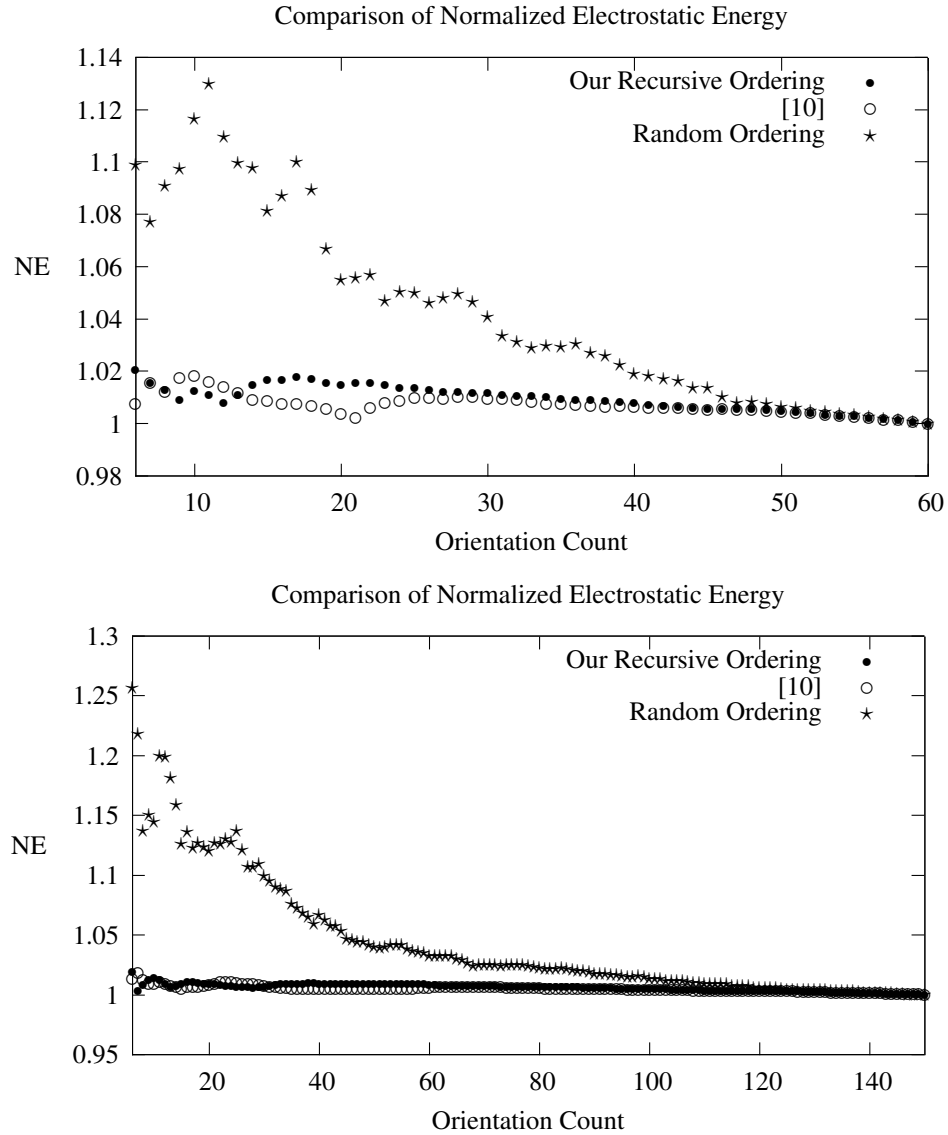 Comparison of Normalized Electrostatic Energy
1.14
Our Recursive Ordering
[10]
Random Ordering
1.12
1.1
1.08
NE
1.06
1.04
1.02
1
0.98
10 20 30 40 50 60
Orientation Count
Comparison of Normalized Electrostatic Energy
1.3
Our Recursive Ordering
[10]
Random Ordering
1.25
1.2
1.15
NE
1.1
1.05
1
0.95
20 40 60 80 100 120 140
Orientation Count